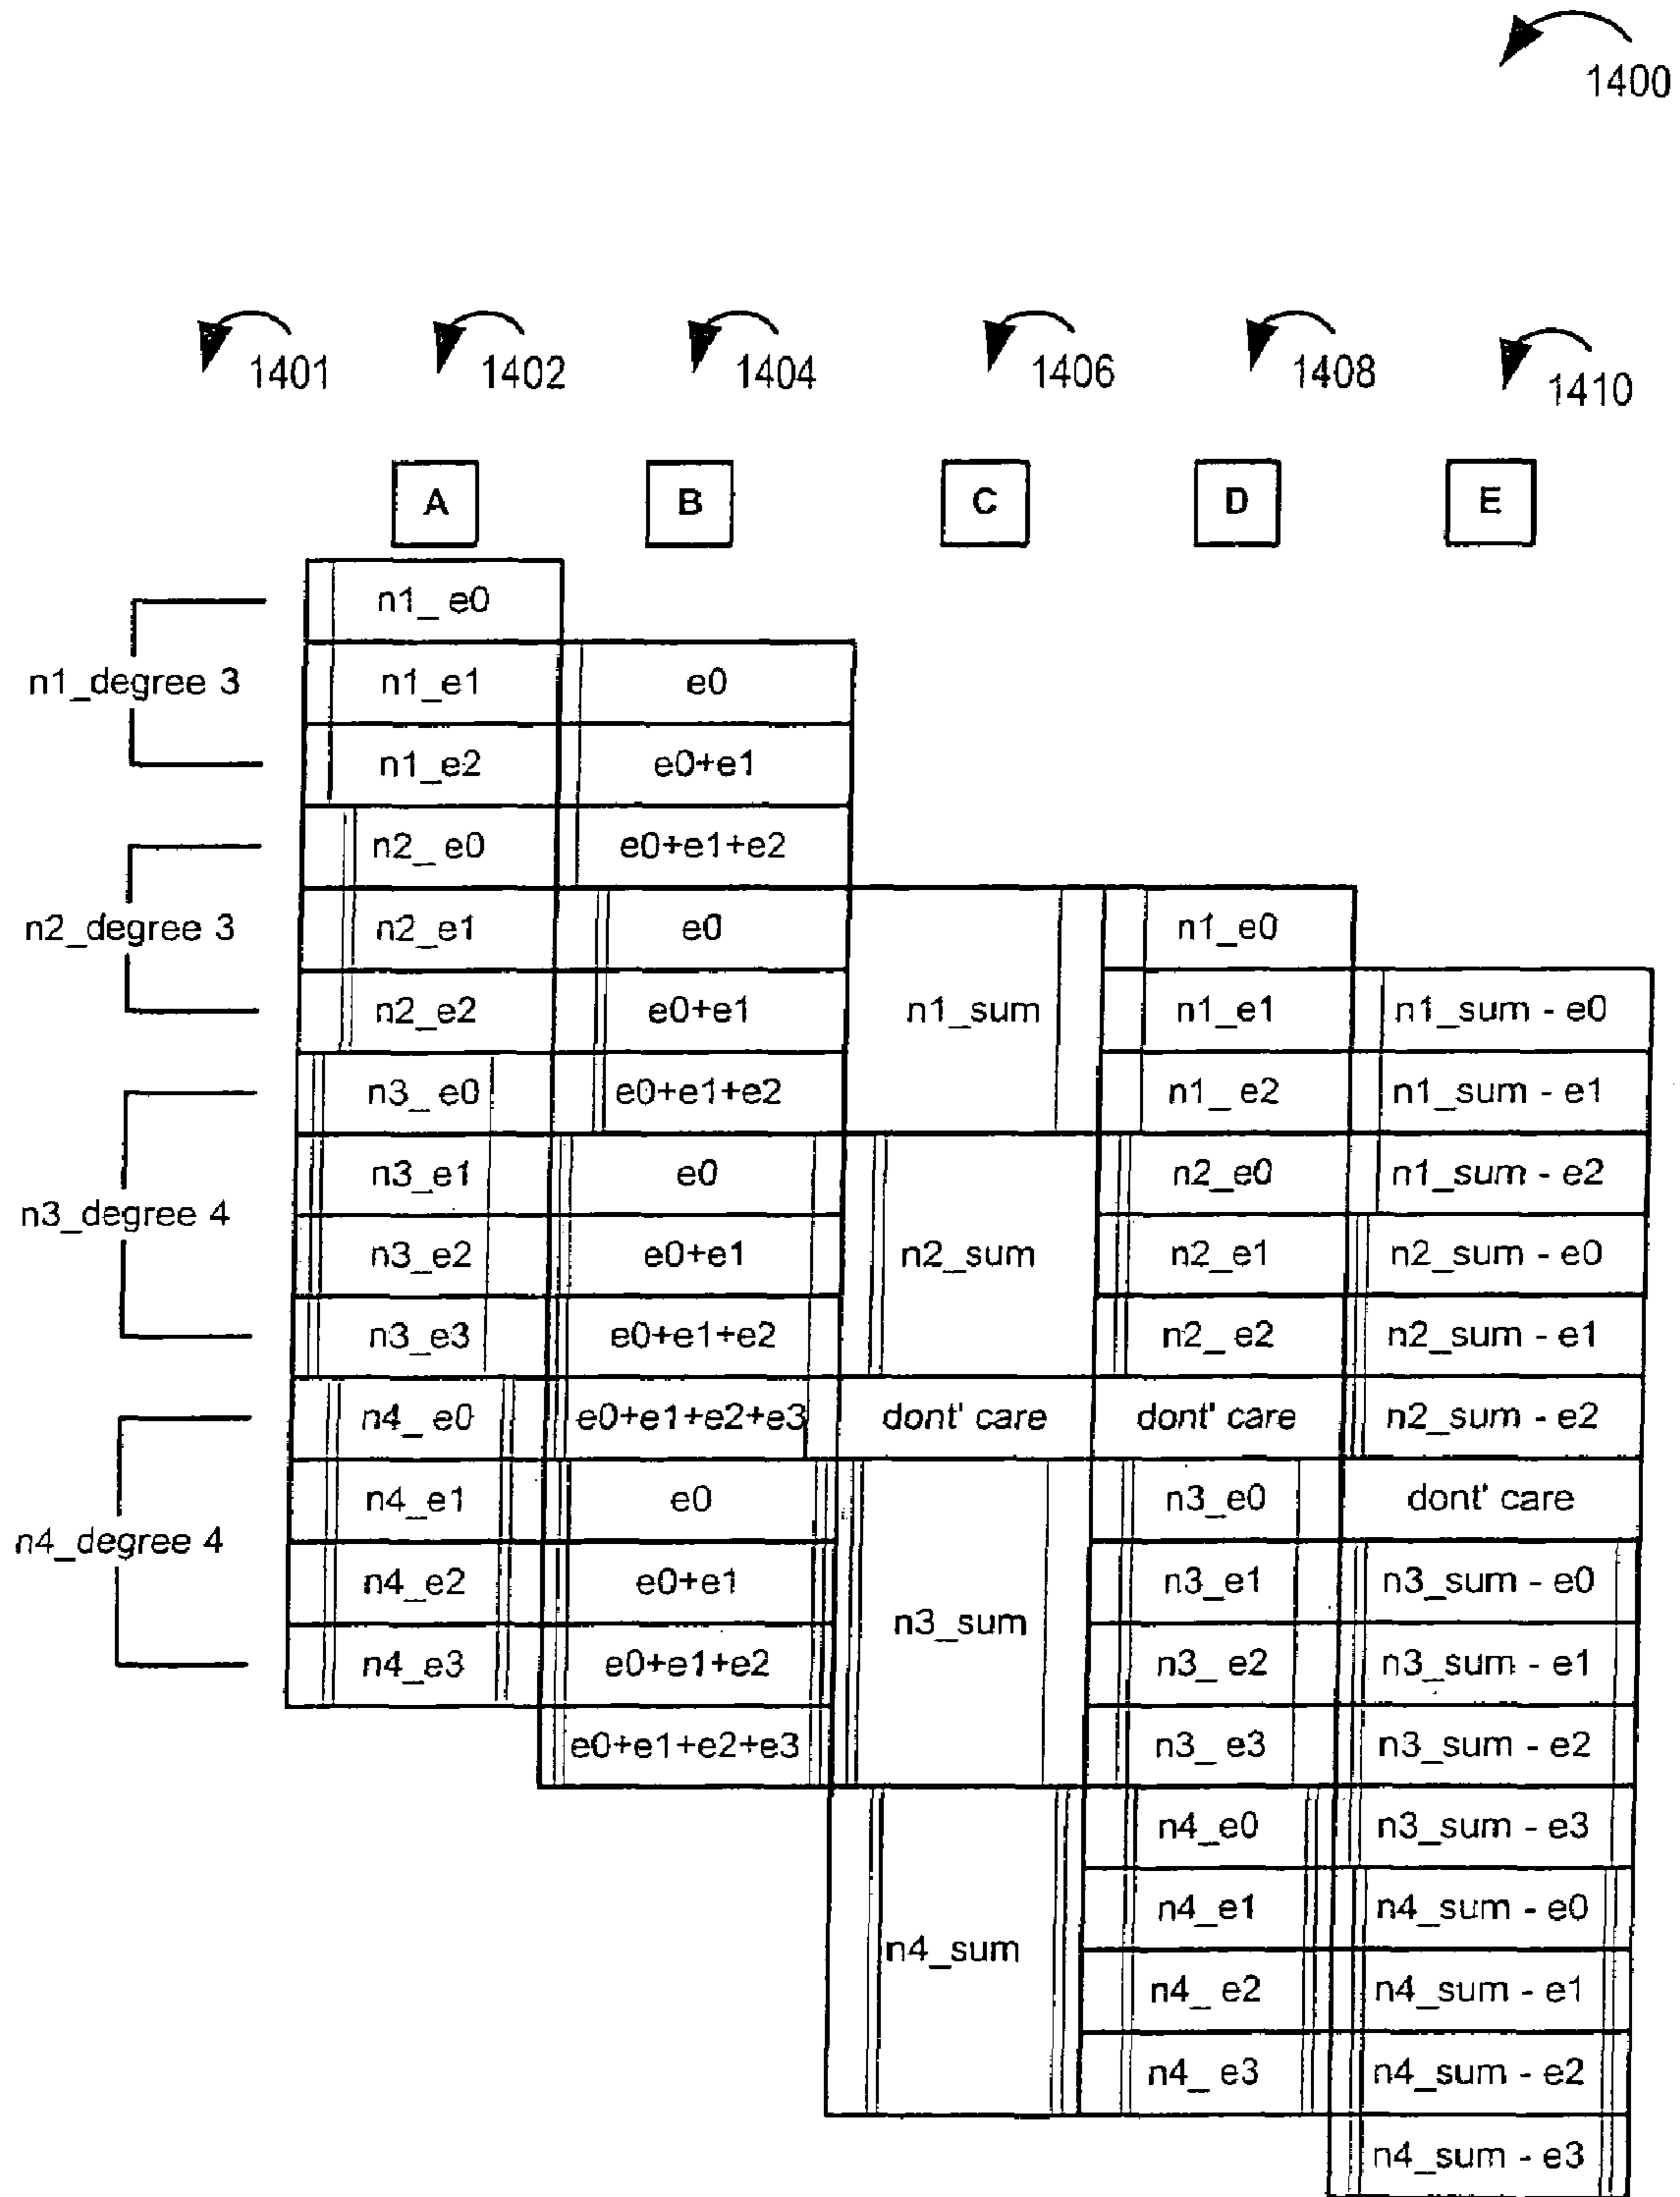 1400
1401 1402 1404 1406 1408 1410
A B C D E
n1_ e0
n1_degree 3 n1_e1 e0
n1_e2 e0+e1
n2_ e0 e0+e1+e2
n2_degree 3 n2_e1 e0 n1_sum n1_e0
n2_e2 e0+e1 n1_e1 n1_sum - e0
n3_ e0 e0+e1+e2 n1_ e2 n1_sum - e1
n3_degree 4 n3_e1 e0 n2_sum n2_e0 n1_sum - e2
n3_e2 e0+e1 n2_e1 n2_sum - e0
n3_e3 e0+e1+e2 n2_ e2 n2_sum - e1
n4_ e0 e0+e1+e2+e3 dont' care dont' care n2_sum - e2
n4_degree 4 n4_e1 e0 n3_sum n3_e0 dont' care
n4_e2 e0+e1 n3_e1 n3_sum - e0
n4_e3 e0+e1+e2 n3_ e2 n3_sum - e1
e0+e1+e2+e3 n3_ e3 n3_sum - e2
n4_sum n4_e0 n3_sum - e3
n4_e1 n4_sum - e0
n4_ e2 n4_sum - e1
n4_ e3 n4_sum - e2
n4_sum - e3